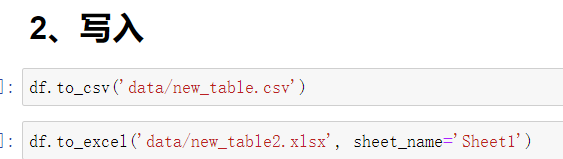 2、写入
]: df.to_csv('data/new_table.csv')
]: df.to_excel('data/new_table2.xlsx', sheet_name='Sheet1')